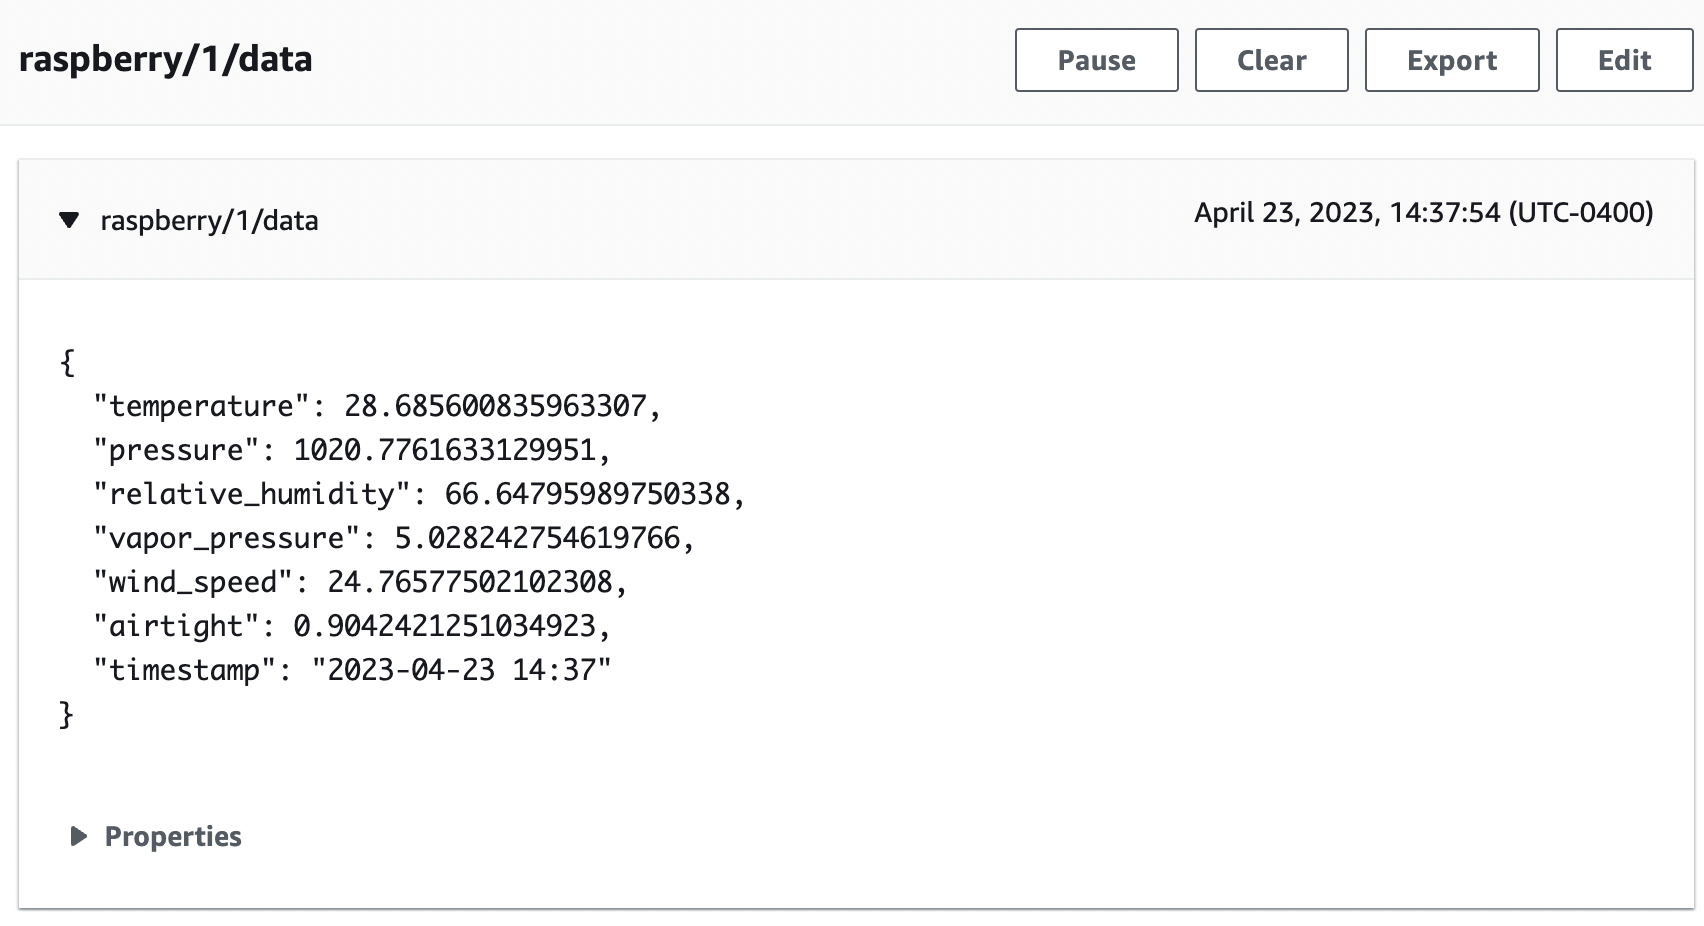 raspberry/1/data
Pause Clear Export Edit
raspberry/1/data
April 23, 2023, 14:37:54 (UTC-0400)
{
"temperature": 28.685600835963307,
"pressure": 1020.7761633129951,
"relative_humidity": 66.64795989750338,
"vapor_pressure": 5.028242754619766,
"wind_speed": 24.76577502102308,
"airtight": 0.9042421251034923,
"timestamp": "2023-04-23 14:37"
}
Properties